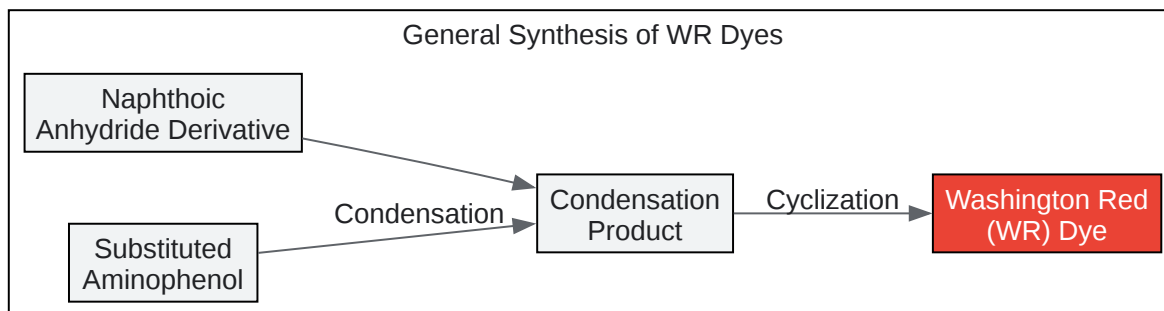 General Synthesis of WR Dyes
Naphthoic
Anhydride Derivative
Substituted
Aminophenol
Condensation
Condensation
Product
Cyclization
Washington Red
(WR) Dye